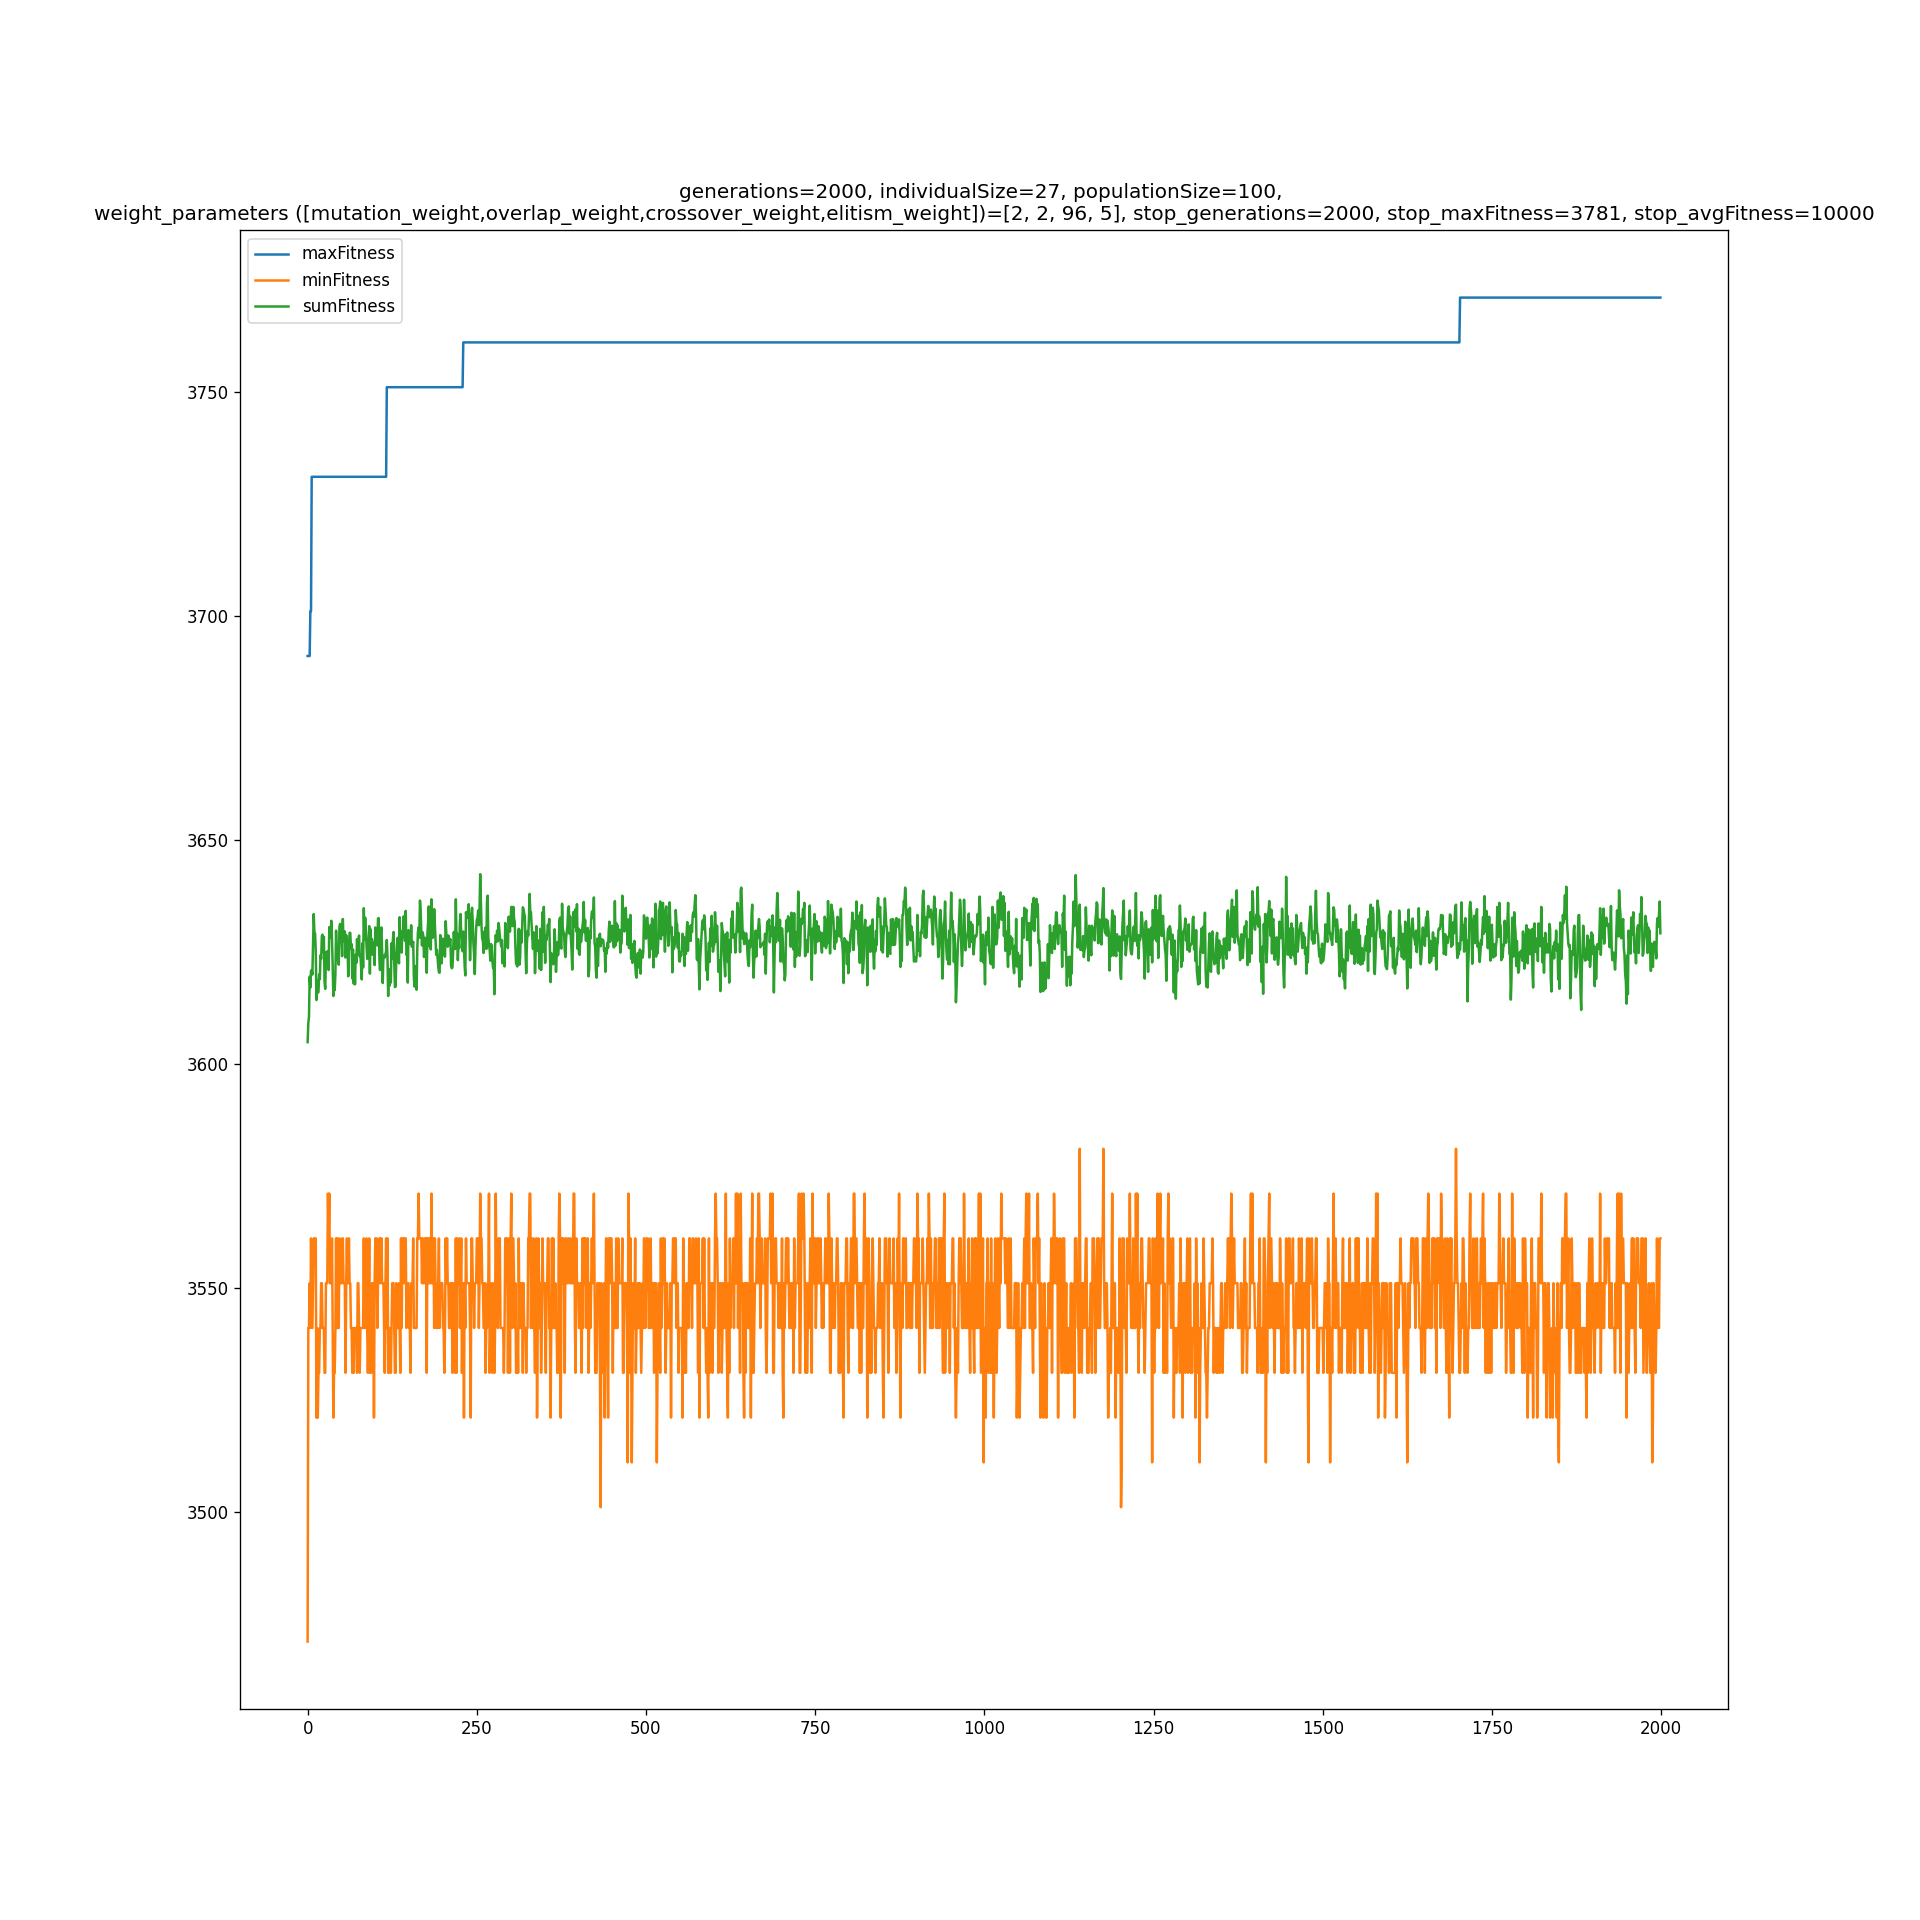 generations=2000, individualSize=27, populationSize=100,
weight_parameters ([mutation_weight,overlap_weight,crossover_weight,elitism_weight])=[2, 2, 96, 5], stop_generations=2000, stop_maxFitness=3781, stop_avgFitness=10000
maxFitness
minFitness
sumFitness
3750
3700
3650
3600
3550
3500
0 250 500 750 1000 1250 1500 1750 2000